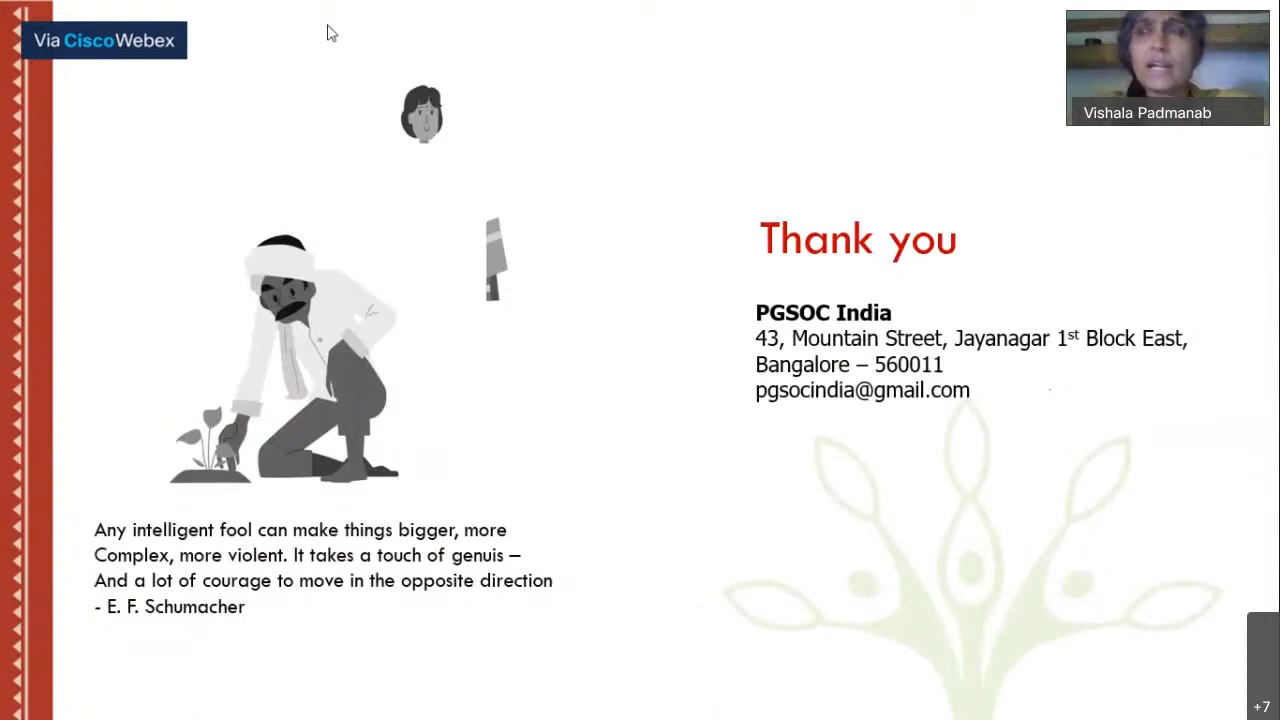 Via CiscoWebex
Vishala Padmanab
Thank you
PGSOC India
43, Mountain Street, Jayanagar 1st Block East,
Bangalore – 560011
pgsocindia@gmail.com
Any intelligent fool can make things bigger, more
Complex, more violent. It takes a touch of genuis –
And a lot of courage to move in the opposite direction
- E. F. Schumacher
+7